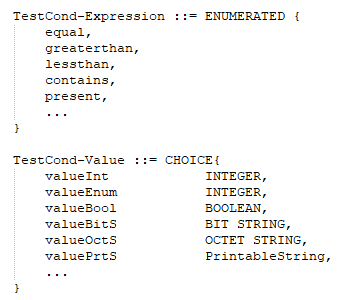 TestCond-Expression ::= ENUMERATED {
    equal,
    greaterthan,
    lessthan,
    contains,
    present,
    ...
}
TestCond-Value ::= CHOICE{
    valueInt            INTEGER,
    valueEnum           INTEGER,
    valueBool           BOOLEAN,
    valueBitS           BIT STRING,
    valueOctS           OCTET STRING,
    valuePrtS           PrintableString,
    ...
}